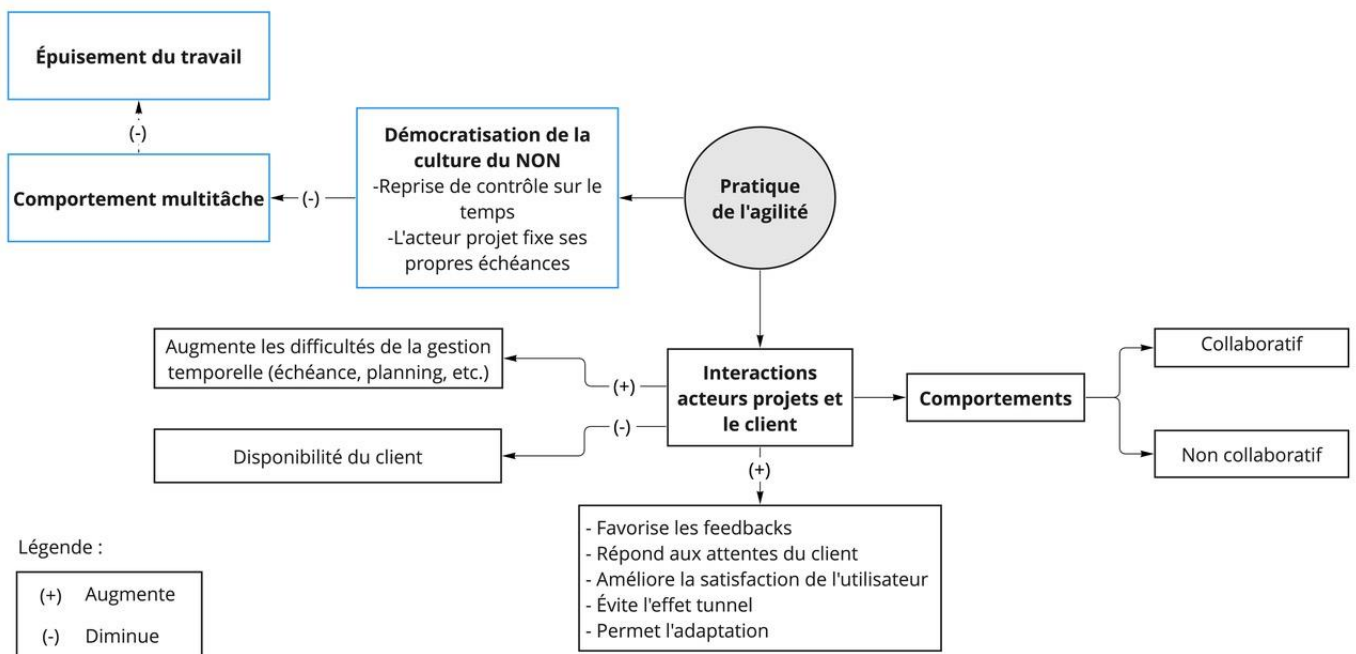 Épuisement du travail
(-)
Comportement multitâche
(-)
Démocratisation de la
culture du NON
-Reprise de contrôle sur le
temps
-L'acteur projet fixe ses
propres échéances
Pratique
de l'agilité
Augmente les difficultés de la gestion
temporelle (échéance, planning, etc.)
(+)
(-)
Disponibilité du client
Interactions
acteurs projets et
le client
Comportements
Collaboratif
Non collaboratif
(+)
- Favorise les feedbacks
- Répond aux attentes du client
- Améliore la satisfaction de l'utilisateur
- Évite l'effet tunnel
- Permet l'adaptation
Légende :
(+) Augmente
(-) Diminue